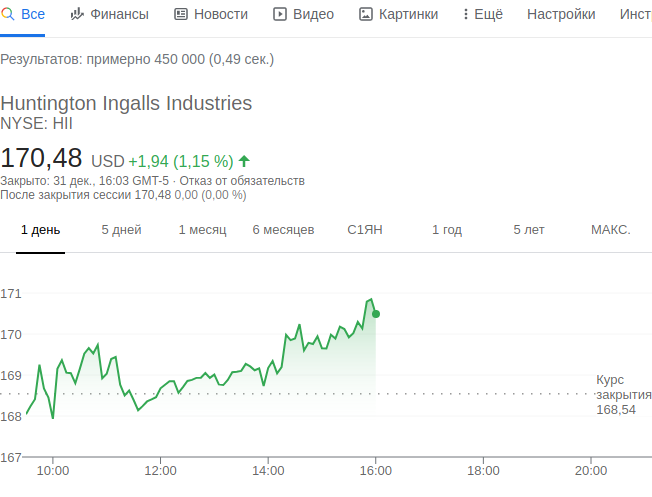 Все Финансы Новости Видео Картинки Ещё Настройки Инст
Результатов: примерно 450 000 (0,49 сек.)
Huntington Ingalls Industries
NYSE: HII
170,48 USD +1,94 (1,15 %)
Закрыто: 31 дек., 16:03 GMT-5 · Отказ от обязательств
После закрытия сессии 170,48 0,00 (0,00 %)
1 день 5 дней 1 месяц 6 месяцев С1ЯН 1 год 5 лет МАКС.
171
170
169
168
167
Курс
закрытия
168,54
10:00 12:00 14:00 16:00 18:00 20:00